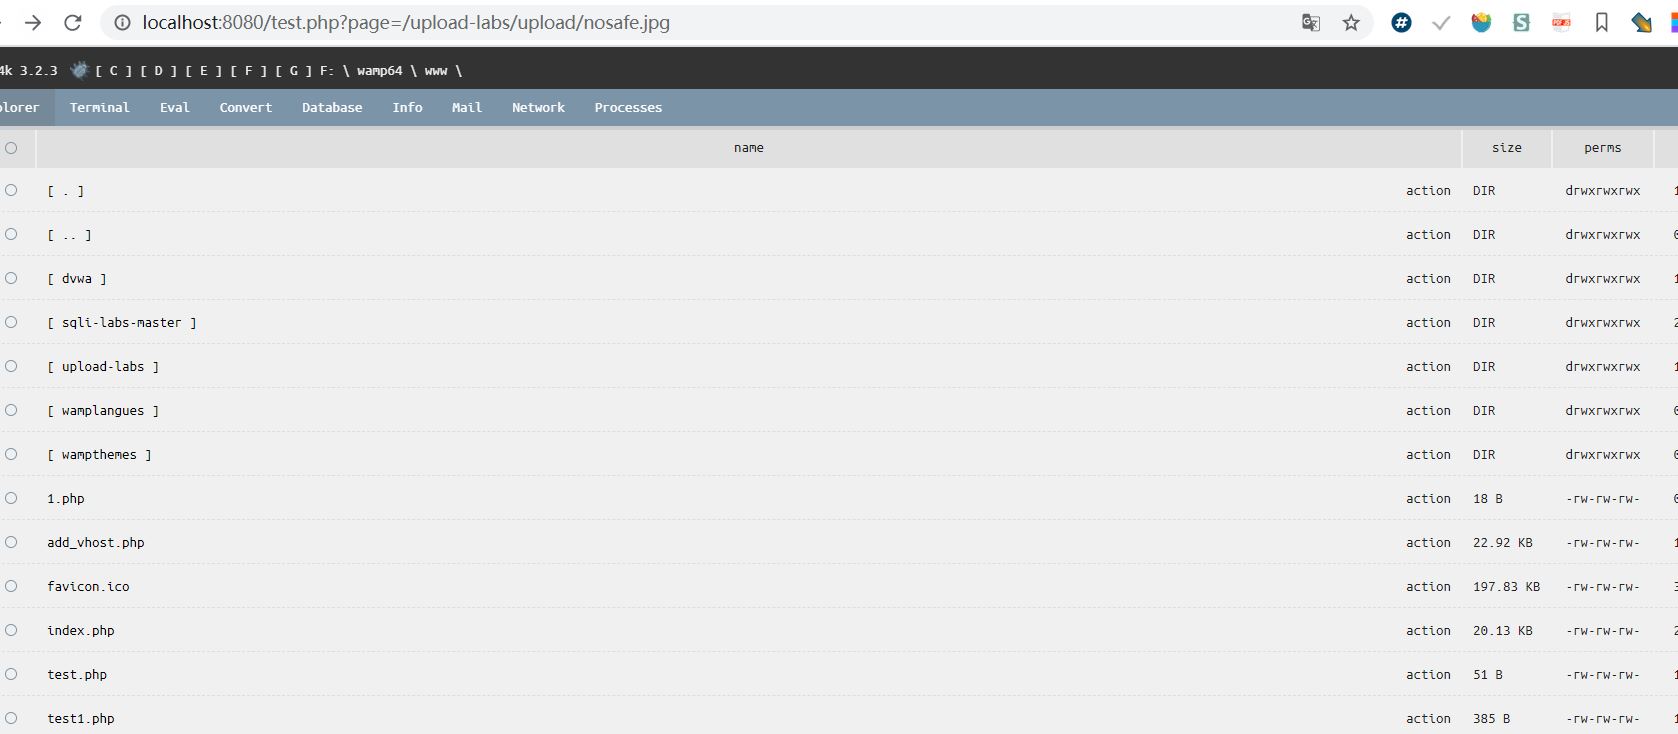 localhost:8080/test.php?page=/upload-labs/upload/nosafe.jpg
4k 3.2.3 [ C ] [ D ] [ E ] [ F ] [ G ] F: \ wamp64 \ www \
plorer Terminal Eval Convert Database Info Mail Network Processes
name size perms
[ . ] action DIR drwxrwxrwx
[ .. ] action DIR drwxrwxrwx
[ dvwa ] action DIR drwxrwxrwx
[ sqli-labs-master ] action DIR drwxrwxrwx
[ upload-labs ] action DIR drwxrwxrwx
[ wamplangues ] action DIR drwxrwxrwx
[ wampthemes ] action DIR drwxrwxrwx
1.php action 18 B -rw-rw-rw-
add_vhost.php action 22.92 KB -rw-rw-rw-
favicon.ico action 197.83 KB -rw-rw-rw-
index.php action 20.13 KB -rw-rw-rw-
test.php action 51 B -rw-rw-rw-
test1.php action 385 B -rw-rw-rw-